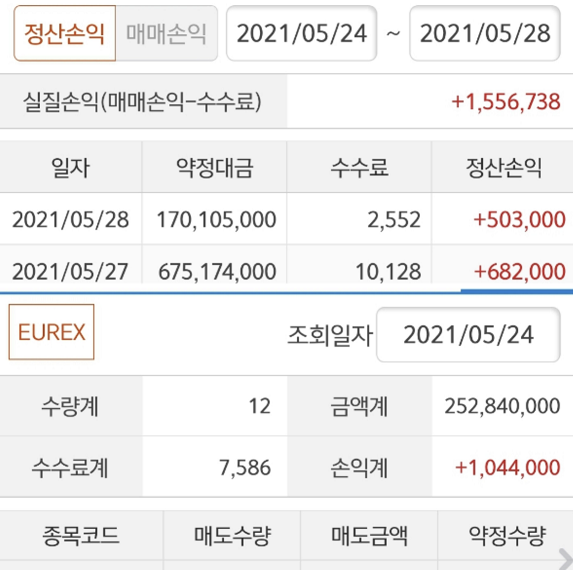 정산손익 매매손익 2021/05/24 ~ 2021/05/28
실질손익(매매손익-수수료) +1,556,738
일자 약정대금 수수료 정산손익
2021/05/28 170,105,000 2,552 +503,000
2021/05/27 675,174,000 10,128 +682,000
EUREX 조회일자 2021/05/24
수량계 12 금액계 252,840,000
수수료계 7,586 손익계 +1,044,000
종목코드 매도수량 매도금액 약정수량